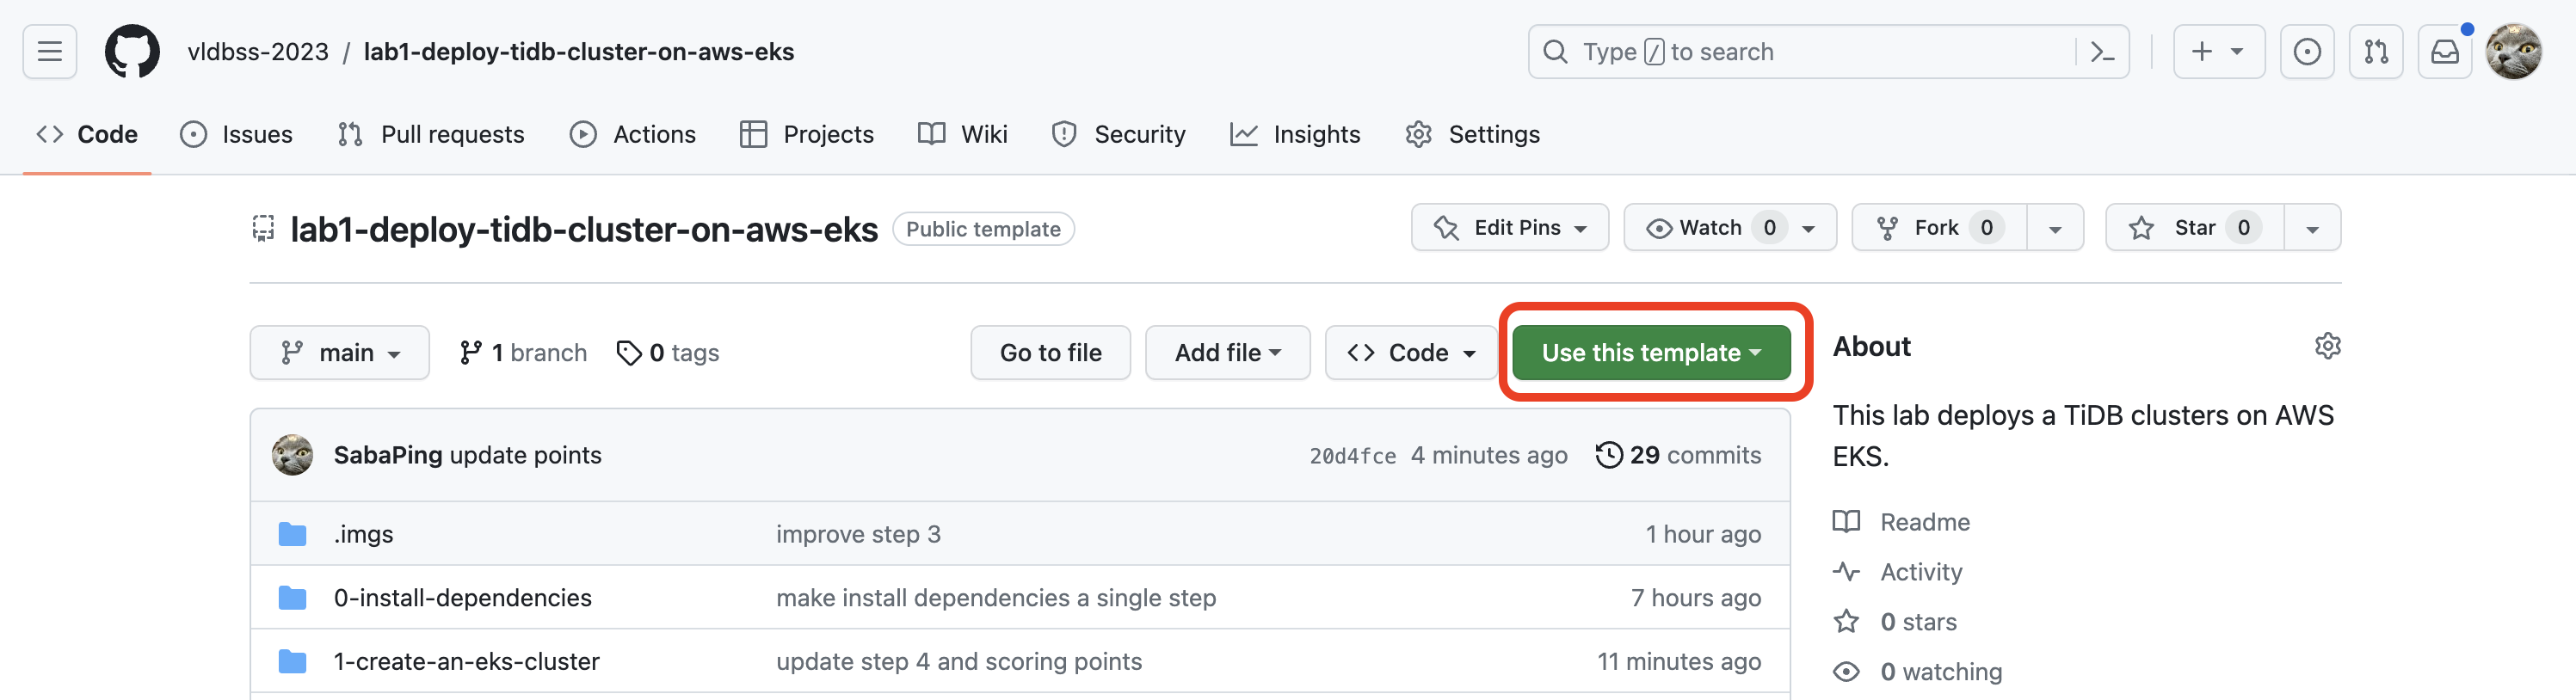 vldbss-2023 / lab1-deploy-tidb-cluster-on-aws-eks
Type / to search
Code Issues Pull requests Actions Projects Wiki Security Insights Settings
lab1-deploy-tidb-cluster-on-aws-eks Public template
Edit Pins Watch 0 Fork 0 Star 0
main 1 branch 0 tags Go to file Add file Code Use this template
SabaPing update points 20d4fce 4 minutes ago 29 commits
.imgs improve step 3 1 hour ago
0-install-dependencies make install dependencies a single step 7 hours ago
1-create-an-eks-cluster update step 4 and scoring points 11 minutes ago
About
This lab deploys a TiDB clusters on AWS
EKS.
Readme
Activity
0 stars
0 watching